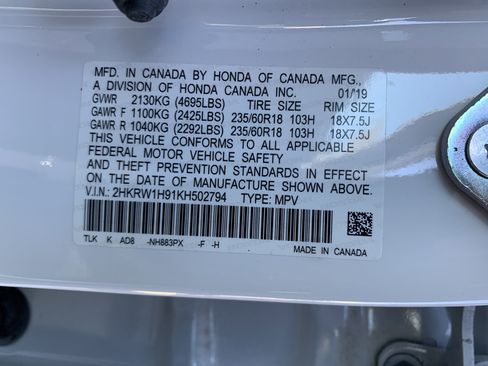 MFD. IN CANADA BY HONDA OF CANADA MFG.,
A DIVISION OF HONDA CANADA INC. 01/19
GVWR 2130KG (4695LBS) TIRE SIZE RIM SIZE
GAWR F 1100KG (2425LBS) 235/60R18 103H 18X7.5J
GAWR R 1040KG (2292LBS) 235/60R18 103H 18X7.5J
THIS VEHICLE CONFORMS TO ALL APPLICABLE
FEDERAL MOTOR VEHICLE SAFETY
AND THEFT PREVENTION STANDARDS IN EFFECT
ON THE DATE OF MANUFACTURE SHOWN ABOVE.
V.I.N.: 2HKRW1H91KH502794 TYPE: MPV
TLK K AD8 -NH883PX -F -H MADE IN CANADA